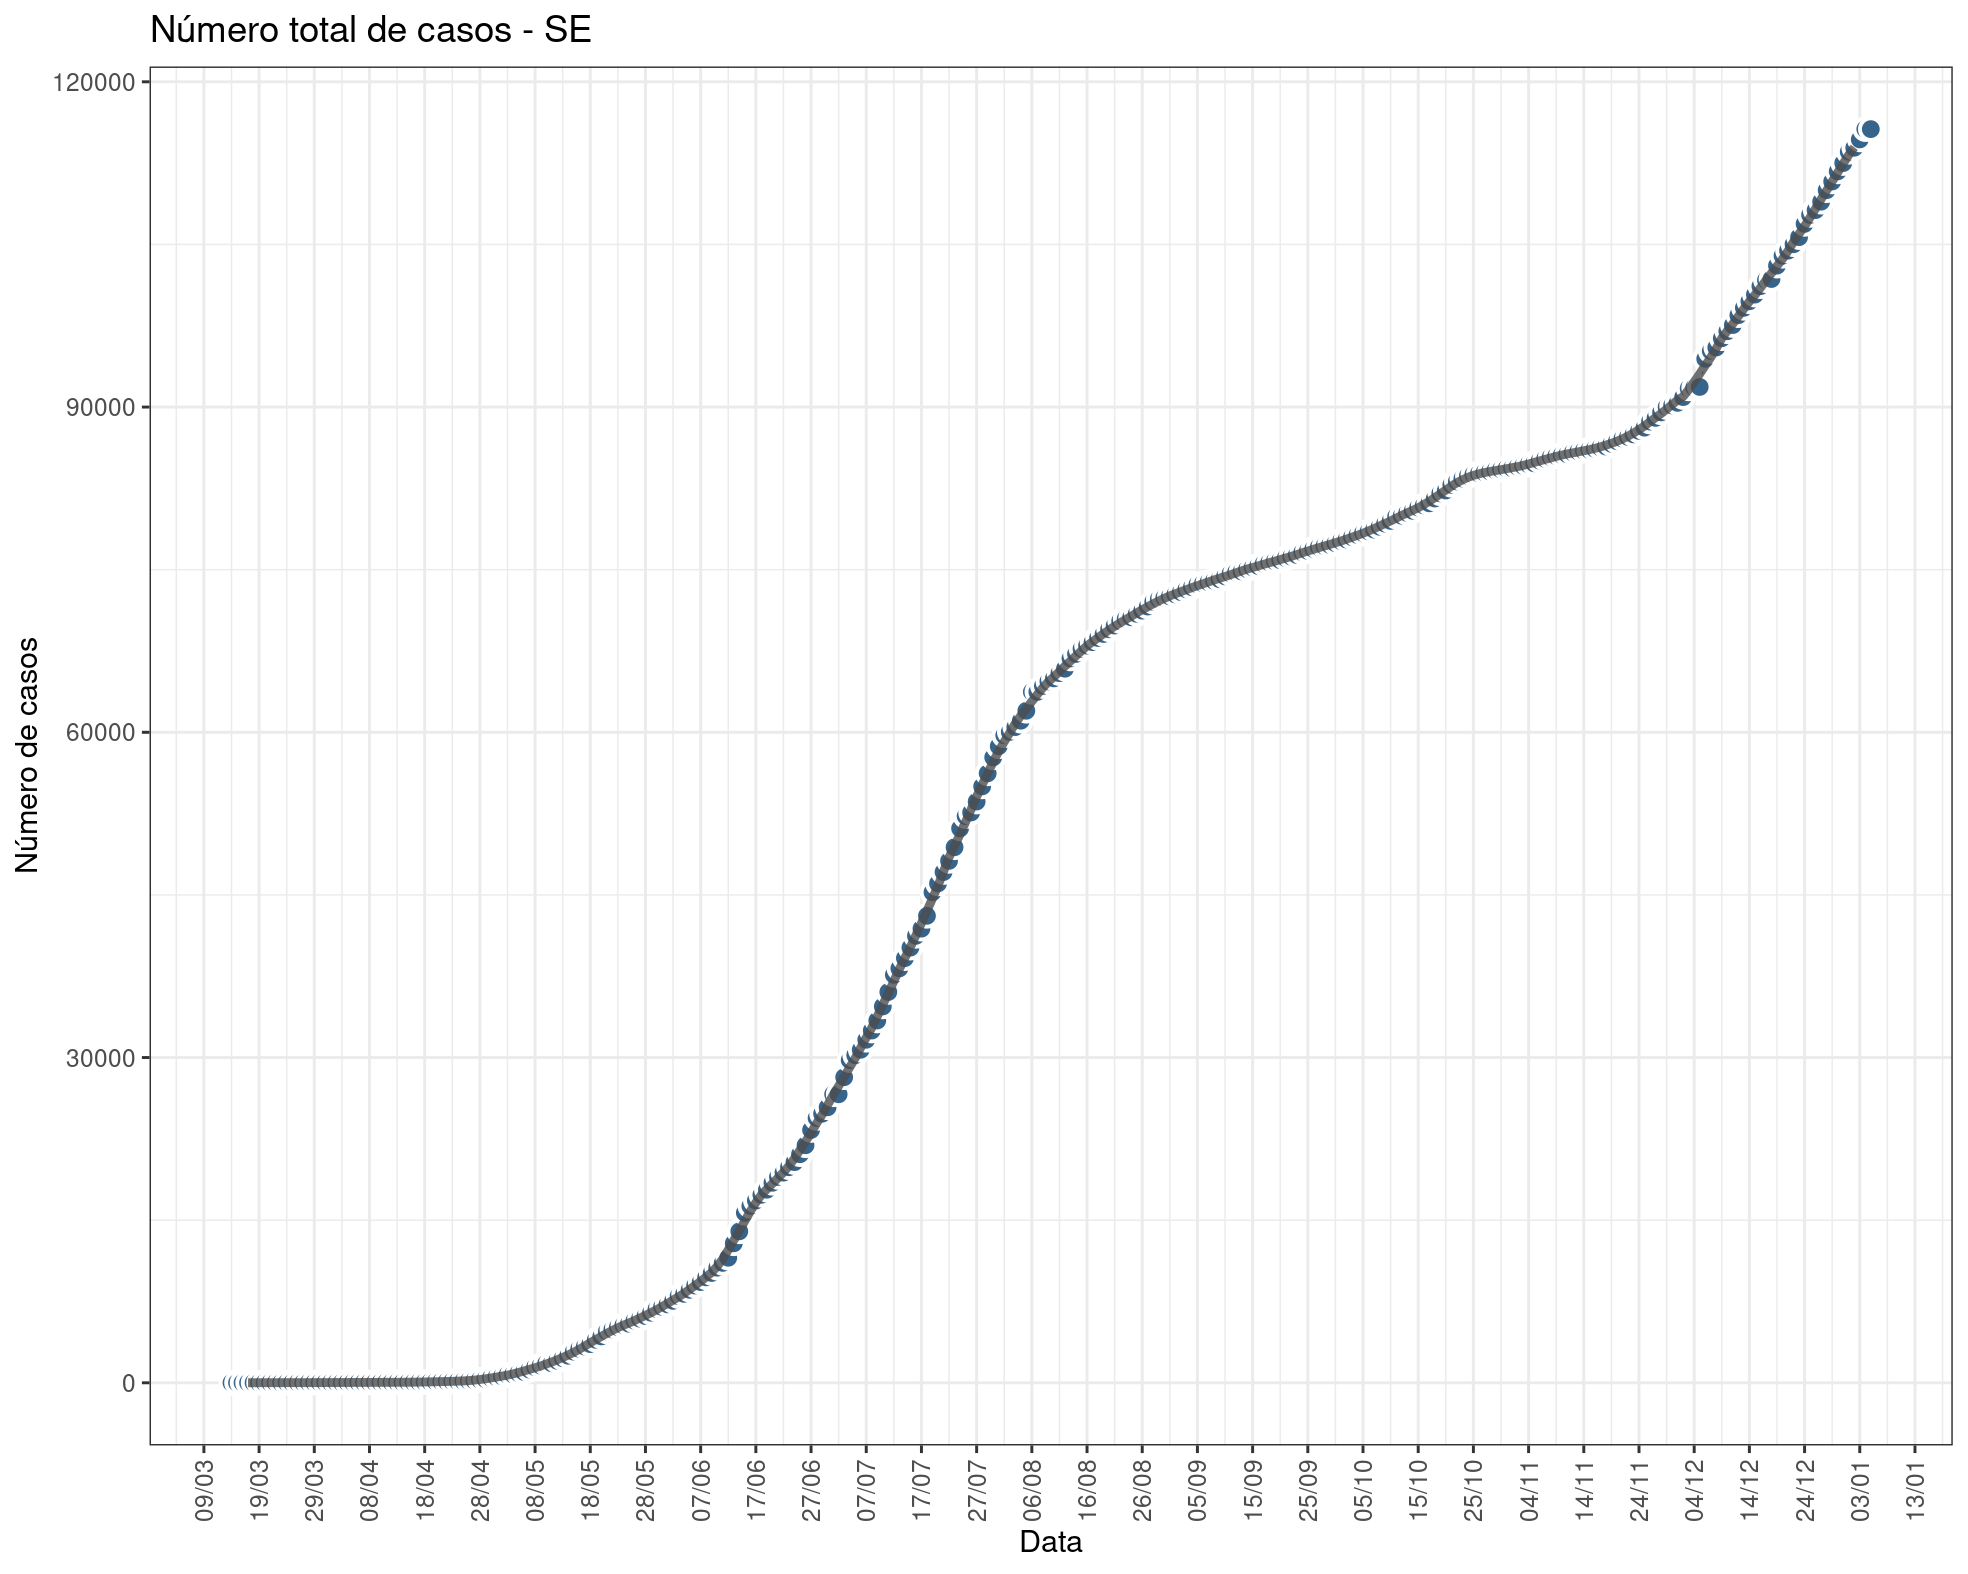 Número total de casos - SE
120000
90000
60000
30000
0
Número de casos
09/03 19/03 29/03 08/04 18/04 28/04 08/05 18/05 28/05 07/06 17/06 27/06 07/07 17/07 27/07 06/08 16/08 26/08 05/09 15/09 25/09 05/10 15/10 25/10 04/11 14/11 24/11 04/12 14/12 24/12 03/01 13/01
Data